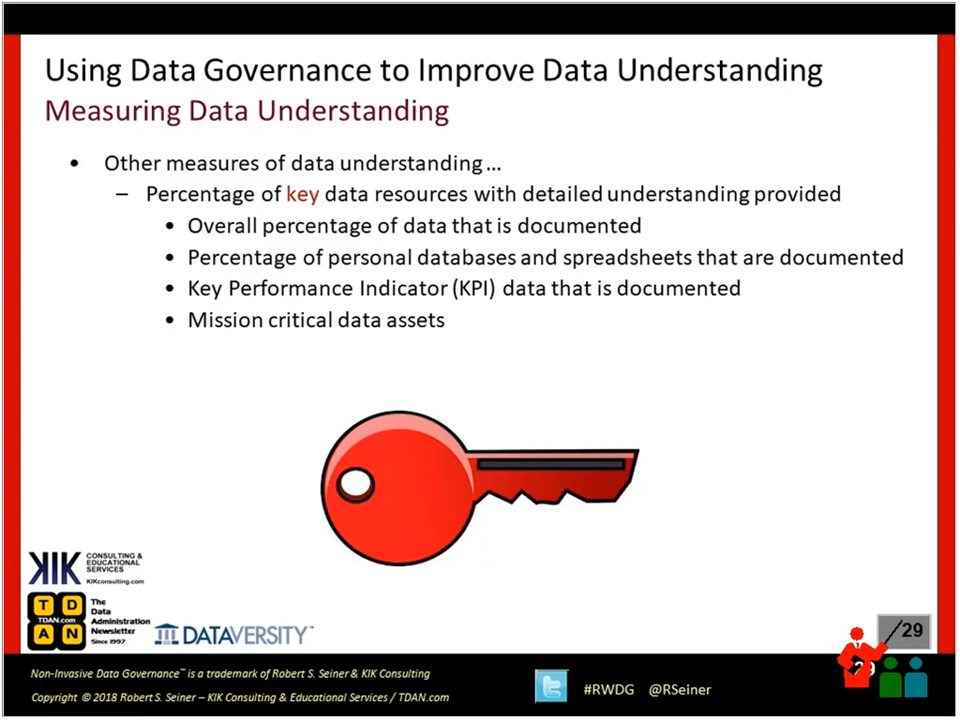 Using Data Governance to Improve Data Understanding
Measuring Data Understanding
• Other measures of data understanding…
– Percentage of key data resources with detailed understanding provided
• Overall percentage of data that is documented
• Percentage of personal databases and spreadsheets that are documented
• Key Performance Indicator (KPI) data that is documented
• Mission critical data assets
KIK CONSULTING &
EDUCATIONAL
SERVICES
KIKconsulting.com
T D
TDAN.com
A N
The
Data
Administration
Newsletter
Since 1997
DATAVERSITY™
/29
29
Non-Invasive Data Governance™ is a trademark of Robert S. Seiner & KIK Consulting
Copyright © 2018 Robert S. Seiner – KIK Consulting & Educational Services / TDAN.com
#RWDG @RSeiner